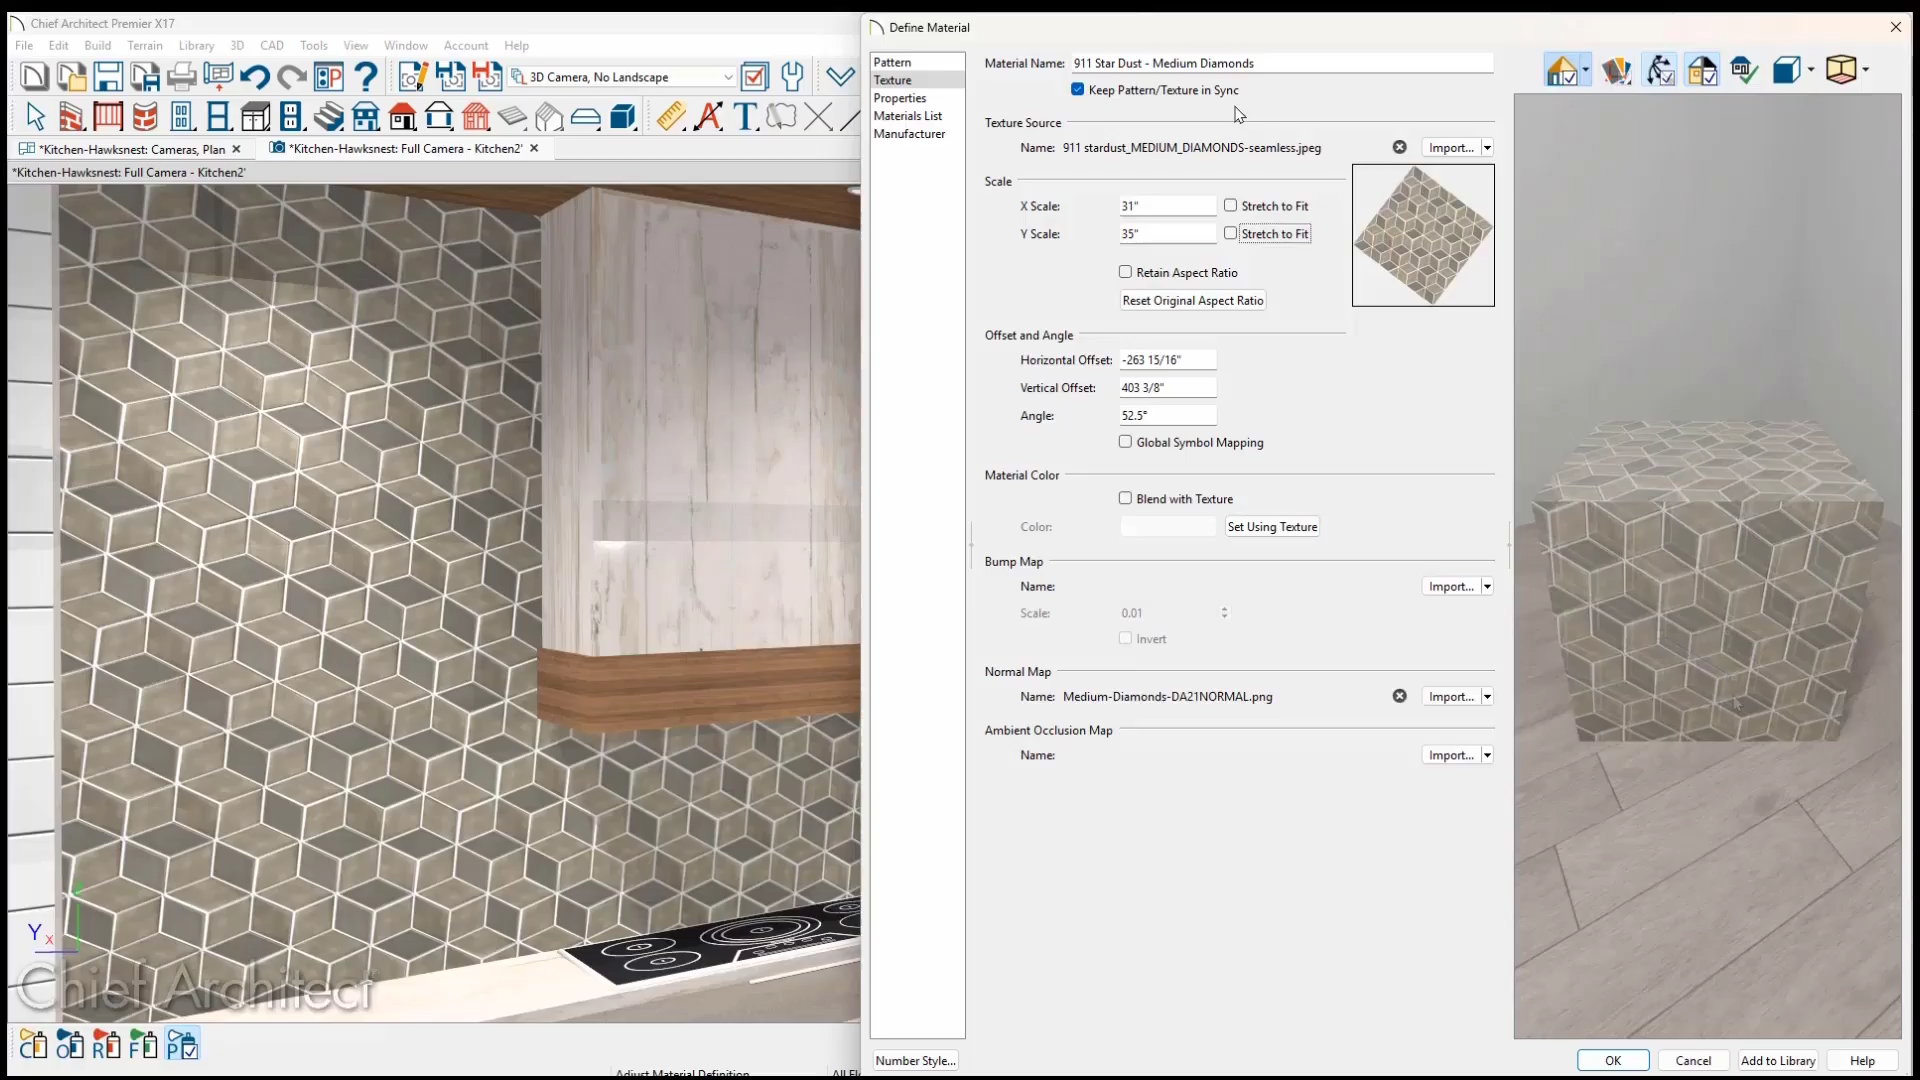 Chief Architect Premier X17
File Edit Build Terrain Library 3D CAD Tools View Window Account Help
3D Camera, No Landscape
*Kitchen-Hawksnest: Cameras, Plan
*Kitchen-Hawksnest: Full Camera - Kitchen2'
*Kitchen-Hawksnest: Full Camera - Kitchen2'
Y
X
Chief Architect
Adjust Material Definition
Define Material
Pattern
Texture
Properties
Materials List
Manufacturer
Material Name: 911 Star Dust - Medium Diamonds
Keep Pattern/Texture in Sync
Texture Source
Name: 911 stardust_MEDIUM_DIAMONDS-seamless.jpeg Import...
Scale
X Scale: 31" Stretch to Fit
Y Scale: 35" Stretch to Fit
Retain Aspect Ratio
Reset Original Aspect Ratio
Offset and Angle
Horizontal Offset: -263 15/16"
Vertical Offset: 403 3/8"
Angle: 52.5°
Global Symbol Mapping
Material Color
Blend with Texture
Color: Set Using Texture
Bump Map
Name: Import...
Scale: 0.01
Invert
Normal Map
Name: Medium-Diamonds-DA21NORMAL.png Import...
Ambient Occlusion Map
Name: Import...
Number Style... OK Cancel Add to Library Help